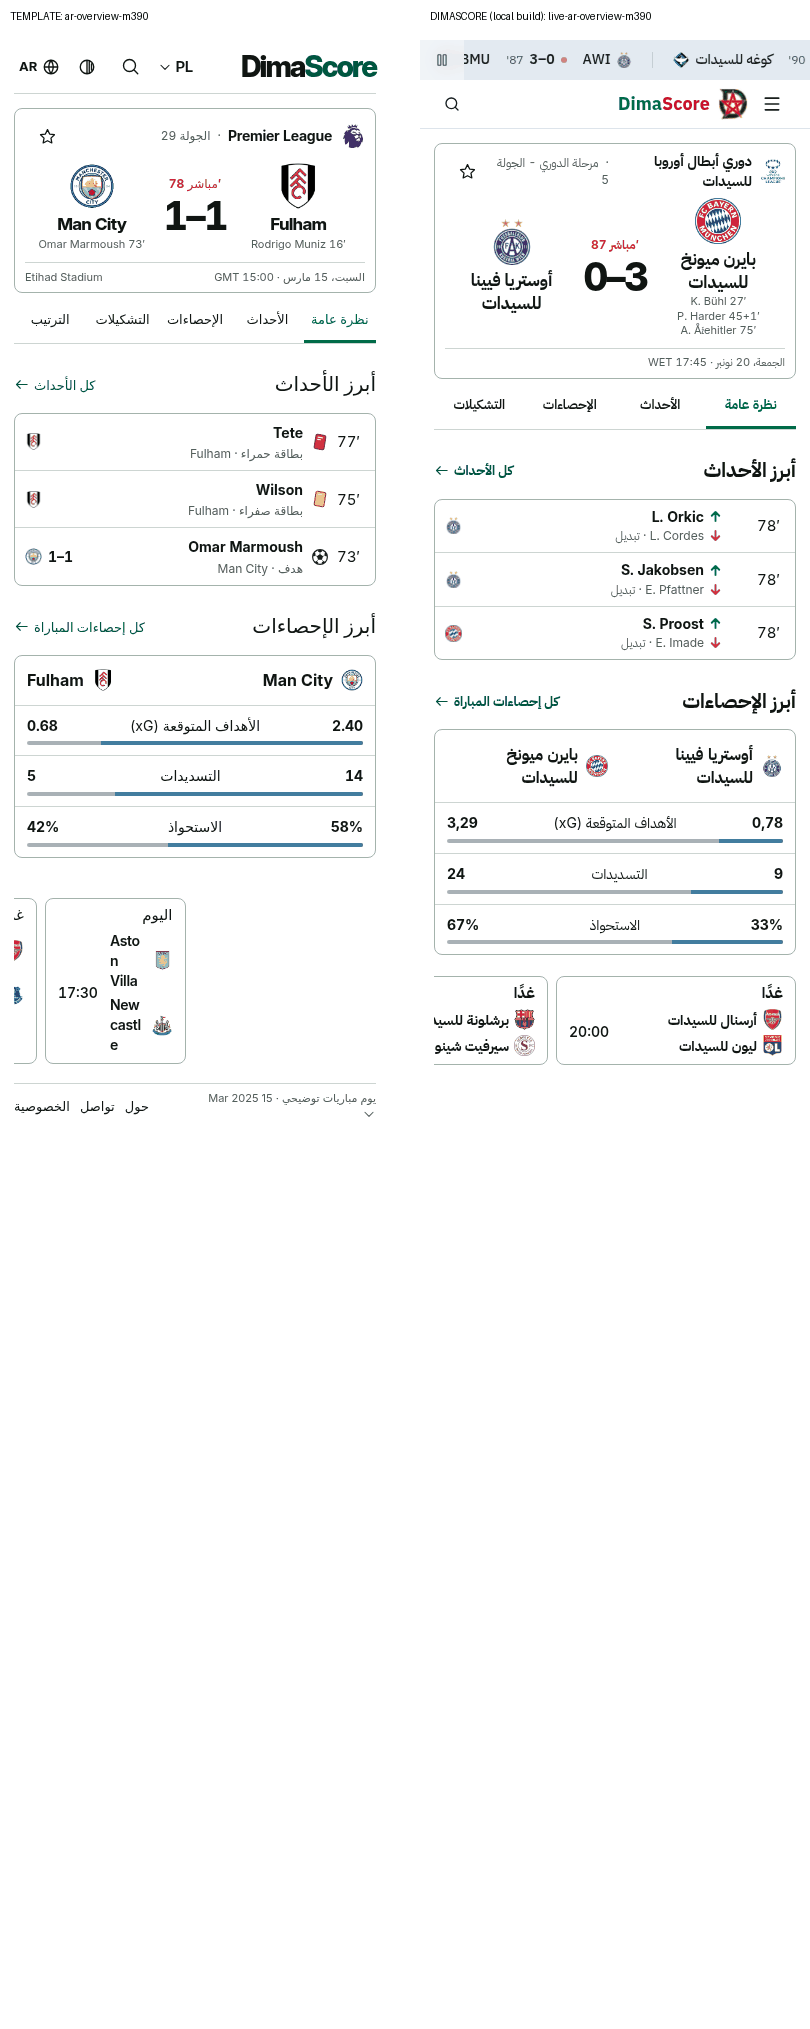 TEMPLATE: ar-overview-m390
DimaScore
PL
AR
Premier League · الجولة 29
Fulham
Rodrigo Muniz 16′
مباشر 78′
1–1
Man City
Omar Marmoush 73′
السبت، 15 مارس · 15:00 GMT
Etihad Stadium
نظرة عامة
الأحداث
الإحصاءات
التشكيلات
الترتيب
أبرز الأحداث
كل الأحداث ←
77′
Tete
بطاقة حمراء · Fulham
75′
Wilson
بطاقة صفراء · Fulham
73′
Omar Marmoush
هدف · Man City
1–1
أبرز الإحصاءات
كل إحصاءات المباراة ←
Man City
Fulham
2.40
الأهداف المتوقعة (xG)
0.68
14
التسديدات
5
58%
الاستحواذ
42%
اليوم
Aston Villa
Newcastle
17:30
يوم مباريات توضيحي · 15 Mar 2025
حول
تواصل
الخصوصية
DIMASCORE (local build): live-ar-overview-m390
90′
كوغه للسيدات
AWI
3–0
87′
BMU
DimaScore
دوري أبطال أوروبا للسيدات
· مرحلة الدوري - الجولة 5
بايرن ميونخ للسيدات
K. Bühl 27′
P. Harder 45+1′
مباشر 87′
0–3
أوستريا فيينا للسيدات
الجمعة، 20 نونبر · 17:45 WET
نظرة عامة
الأحداث
الإحصاءات
التشكيلات
أبرز الأحداث
كل الأحداث ←
78′
L. Orkic
L. Cordes · تبديل
78′
S. Jakobsen
E. Pfattner · تبديل
78′
S. Proost
E. Imade · تبديل
أبرز الإحصاءات
كل إحصاءات المباراة ←
أوستريا فيينا للسيدات
بايرن ميونخ للسيدات
0,78
الأهداف المتوقعة (xG)
3,29
9
التسديدات
24
33%
الاستحواذ
67%
غدًا
أرسنال للسيدات
ليون للسيدات
20:00
غدًا